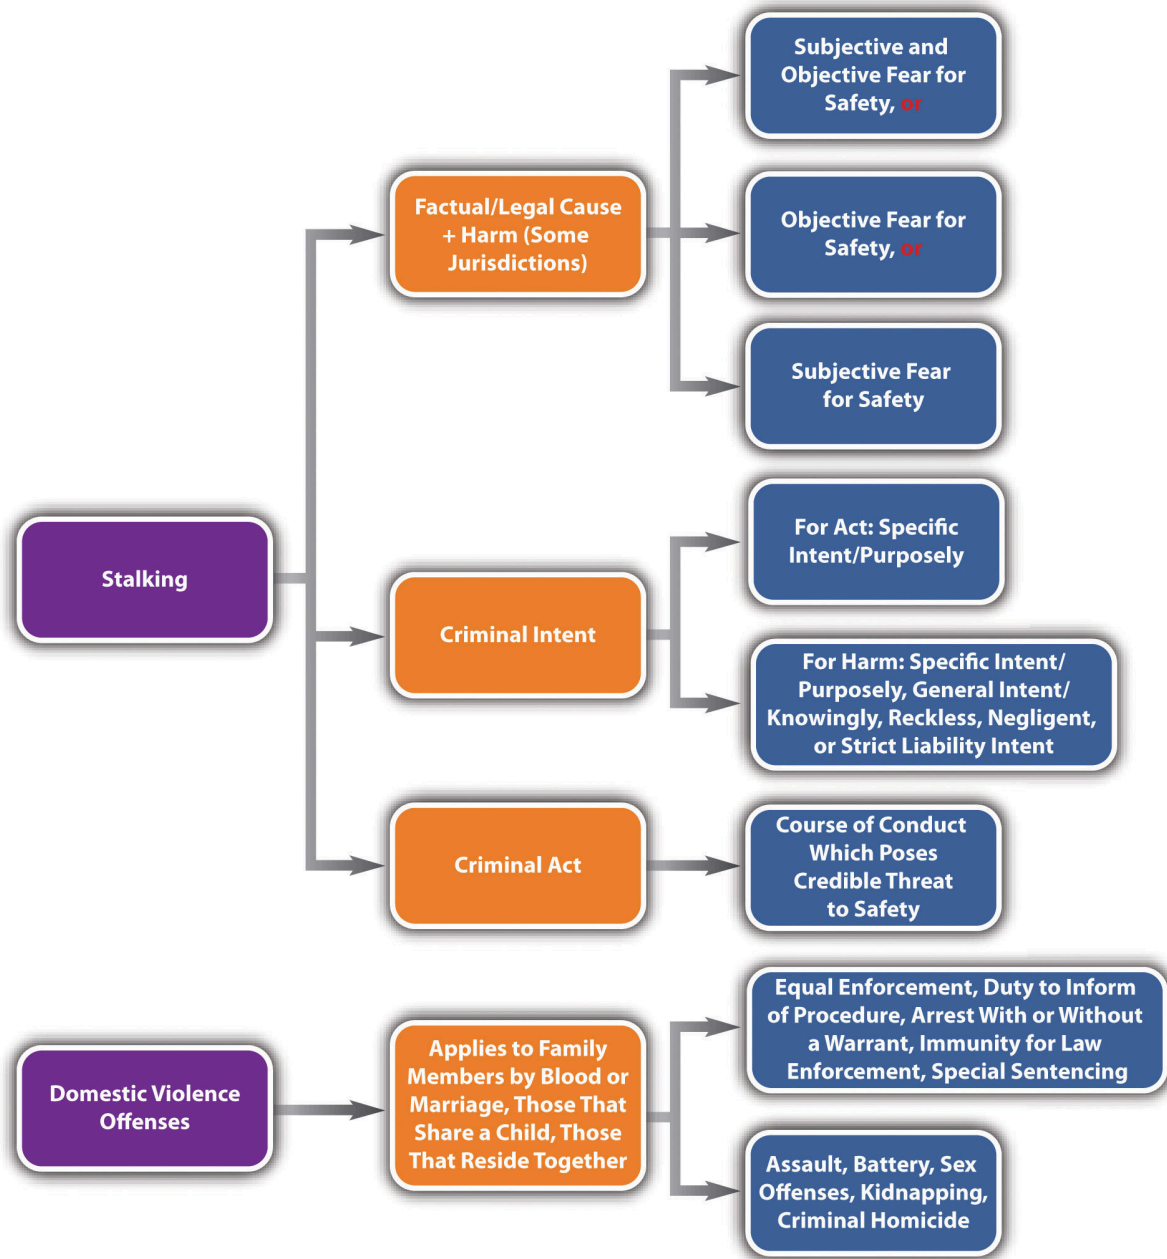 Stalking
Factual/Legal Cause
+ Harm (Some
Jurisdictions)
Subjective and
Objective Fear for
Safety, or
Objective Fear for
Safety, or
Subjective Fear
for Safety
Criminal Intent
For Act: Specific
Intent/Purposely
For Harm: Specific Intent/
Purposely, General Intent/
Knowingly, Reckless, Negligent,
or Strict Liability Intent
Criminal Act
Course of Conduct
Which Poses
Credible Threat
to Safety
Domestic Violence
Offenses
Applies to Family
Members by Blood or
Marriage, Those That
Share a Child, Those
That Reside Together
Equal Enforcement, Duty to Inform
of Procedure, Arrest With or Without
a Warrant, Immunity for Law
Enforcement, Special Sentencing
Assault, Battery, Sex
Offenses, Kidnapping,
Criminal Homicide